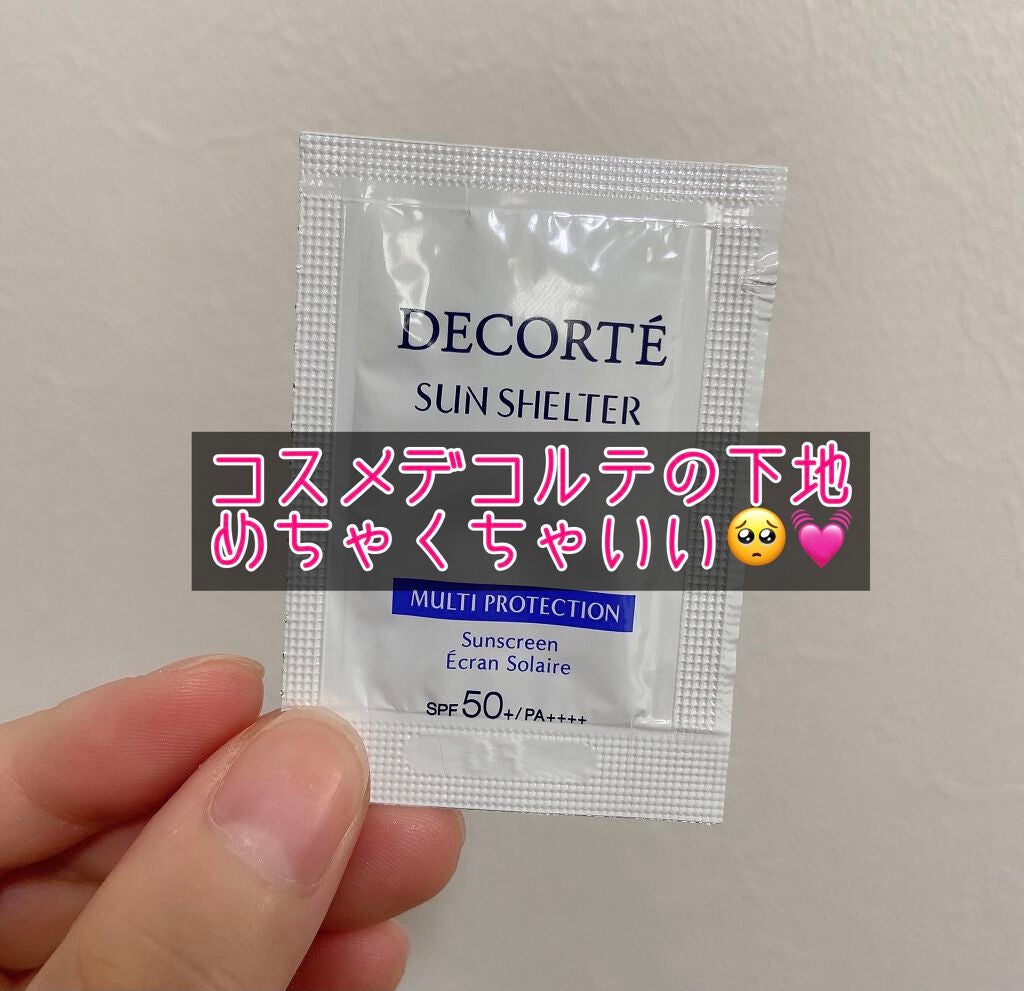 DECORTÉ
SUN SHELTER
コスメデコルテの下地
めちゃくちゃいい🥺💓
MULTI PROTECTION
Sunscreen
Écran Solaire
SPF 50+/PA++++